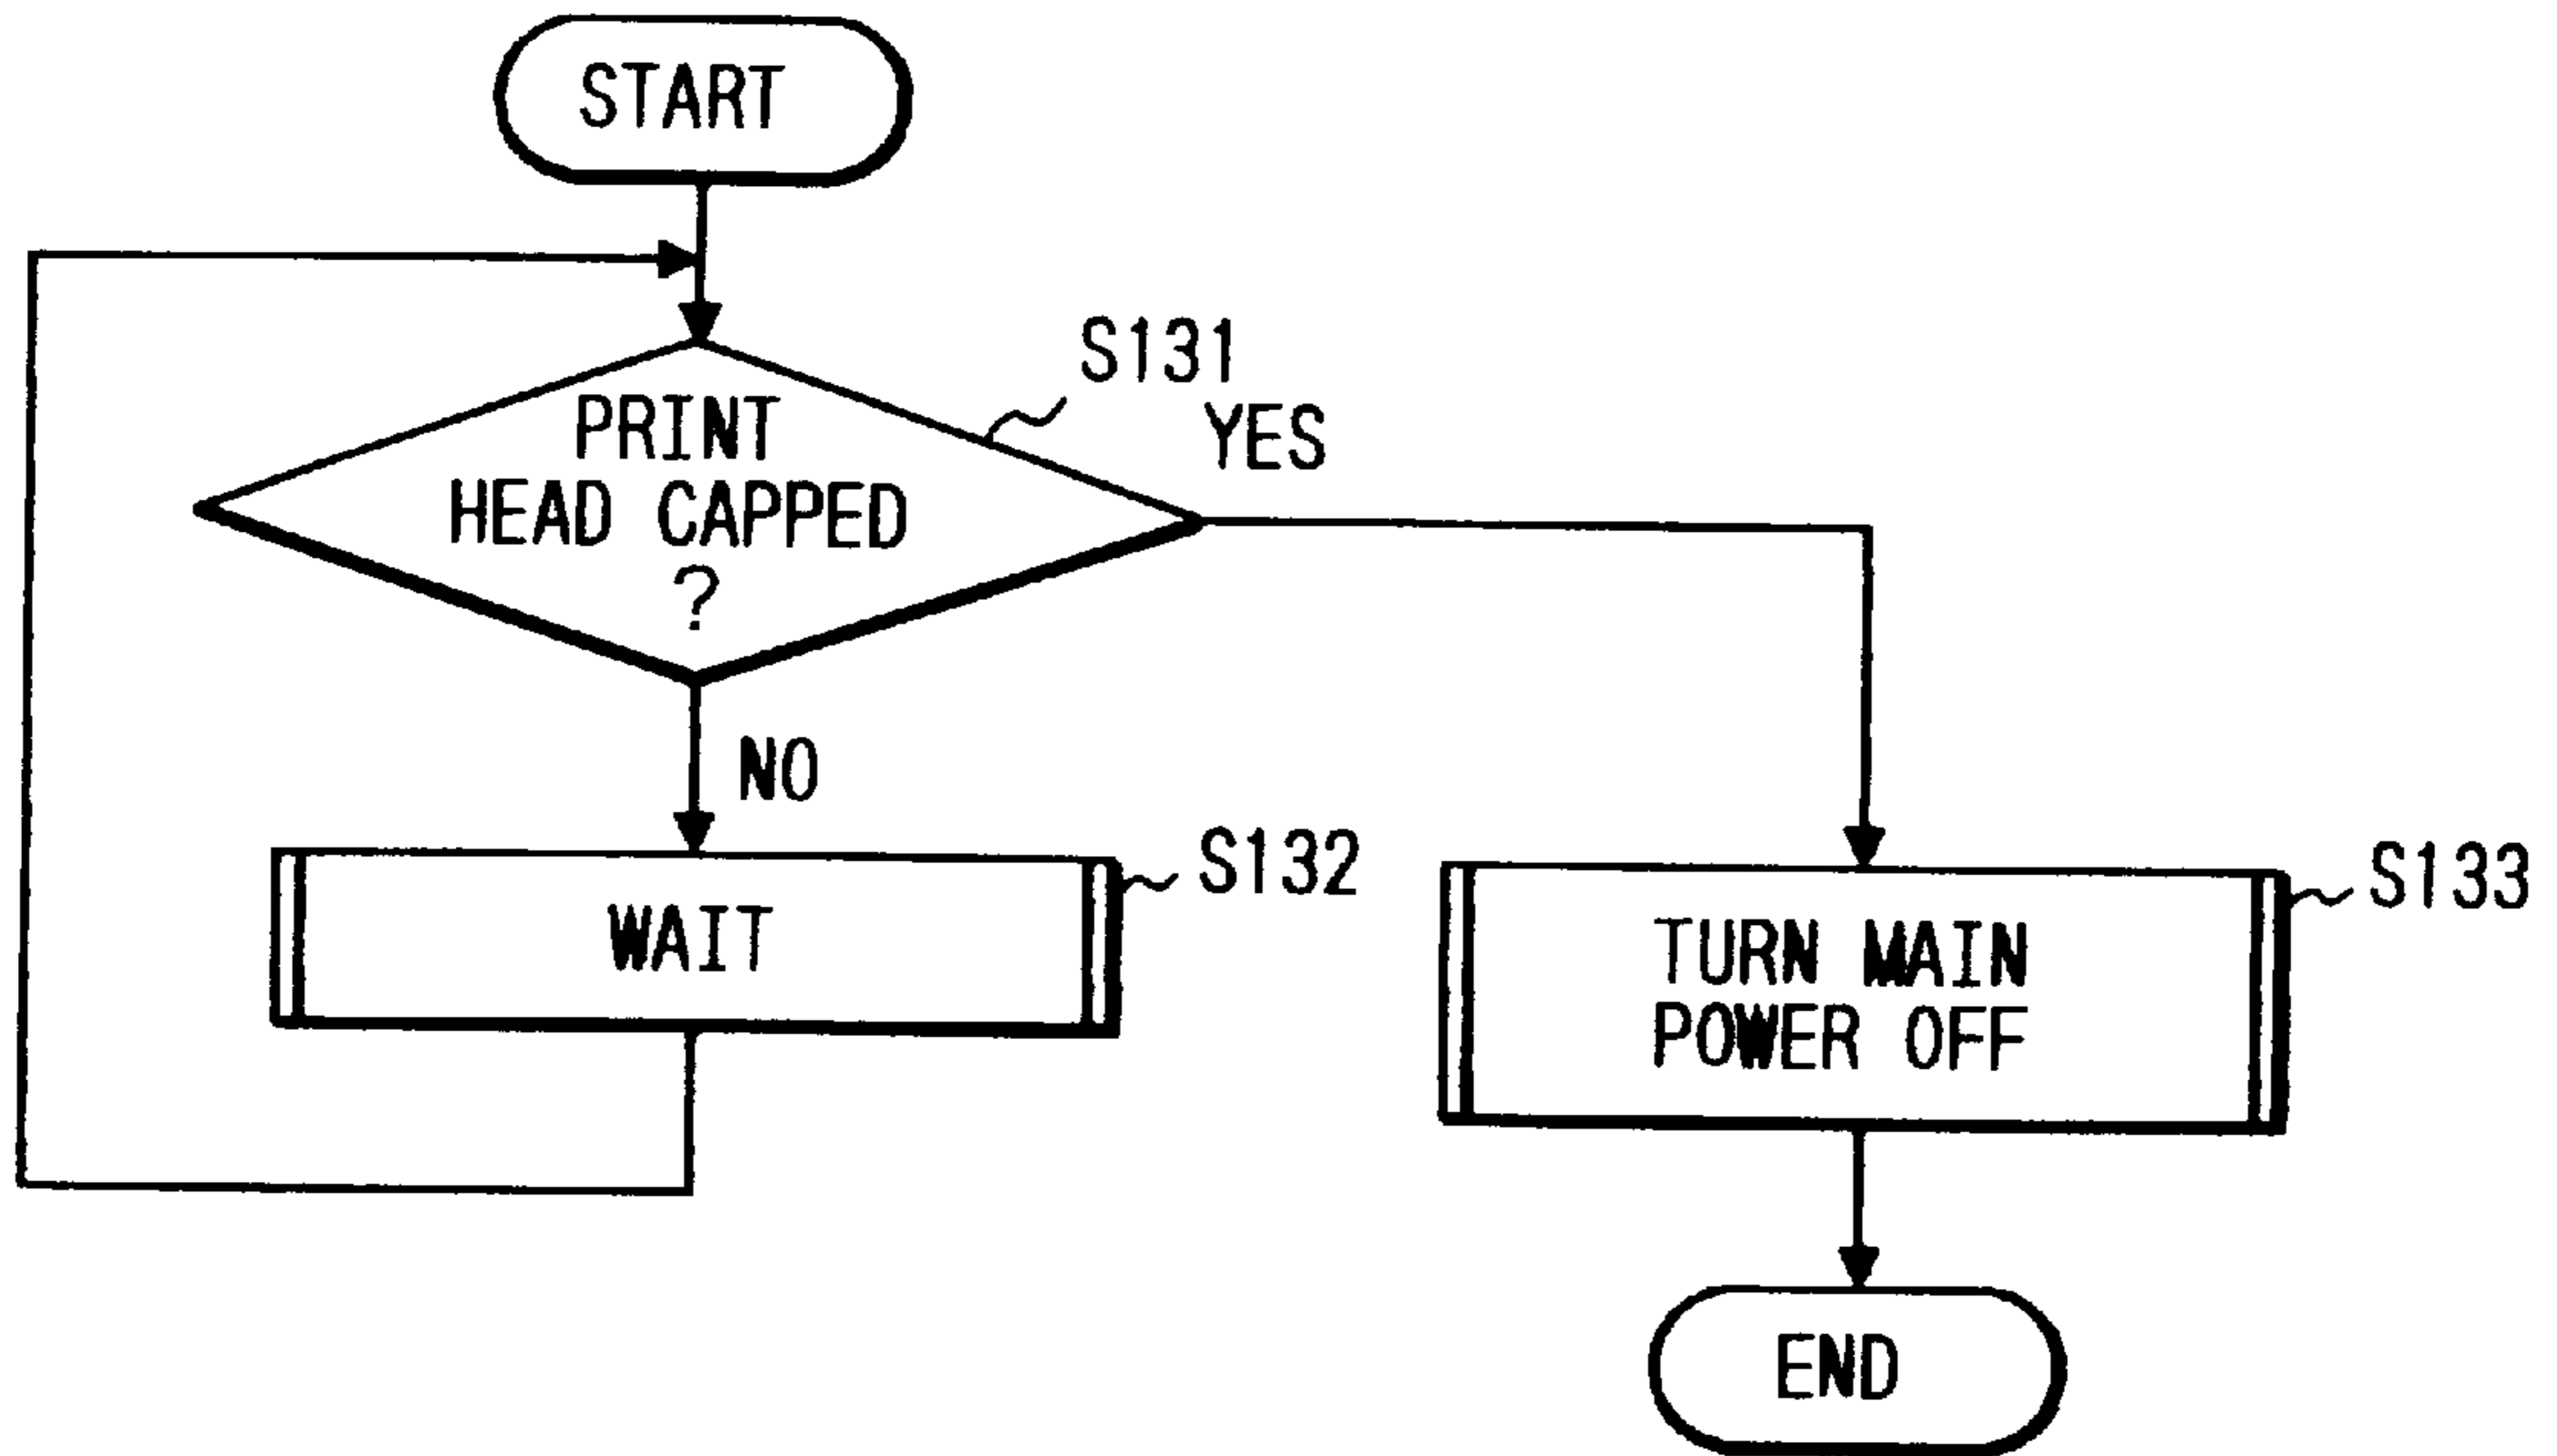 START
S131
YES
PRINT
HEAD CAPPED
?
NO
S132
WAIT
S133
TURN MAIN
POWER OFF
END